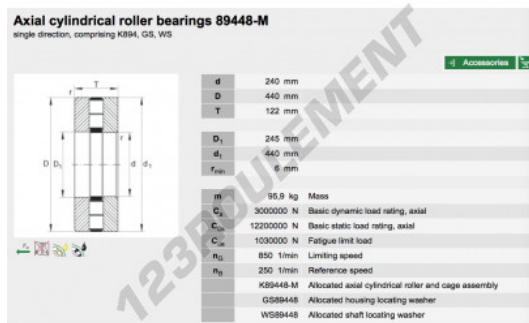 Axial cylindrical roller bearings 89448-M
single direction, comprising K894, GS, WS
Accessories
T
r
r
D D1 d d1
d 240 mm
D 440 mm
T 122 mm
D1 245 mm
d1 440 mm
rmin 6 mm
m 95,9 kg Mass
Ca 3000000 N Basic dynamic load rating, axial
C0a 12200000 N Basic static load rating, axial
Cua 1030000 N Fatigue limit load
nG 850 1/min Limiting speed
nB 250 1/min Reference speed
K89448-M Allocated axial cylindrical roller and cage assembly
GS89448 Allocated housing locating washer
WS89448 Allocated shaft locating washer
123ROULEMENT